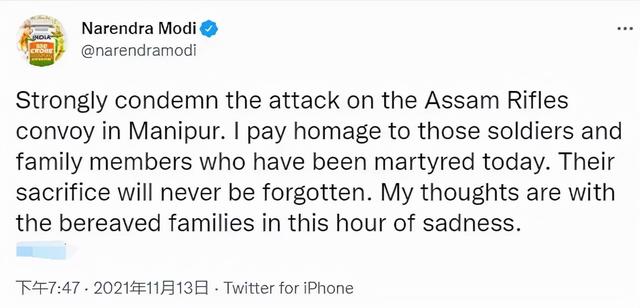 Narendra Modi
@narendramodi
Strongly condemn the attack on the Assam Rifles
convoy in Manipur. I pay homage to those soldiers and
family members who have been martyred today. Their
sacrifice will never be forgotten. My thoughts are with
the bereaved families in this hour of sadness.
下午7:47 · 2021年11月13日 · Twitter for iPhone